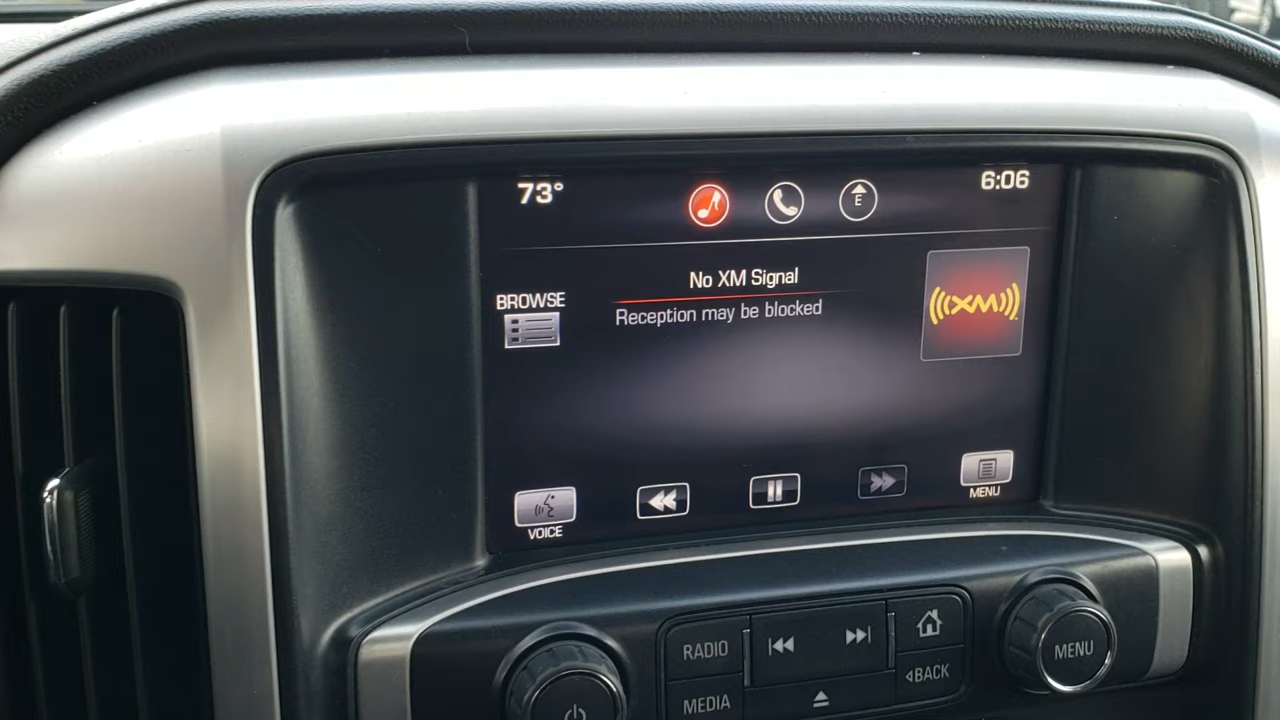 73°
E
6:06
No XM Signal
BROWSE
Reception may be blocked
((XM))
VOICE
MENU
RADIO
MENU
BACK
MEDIA